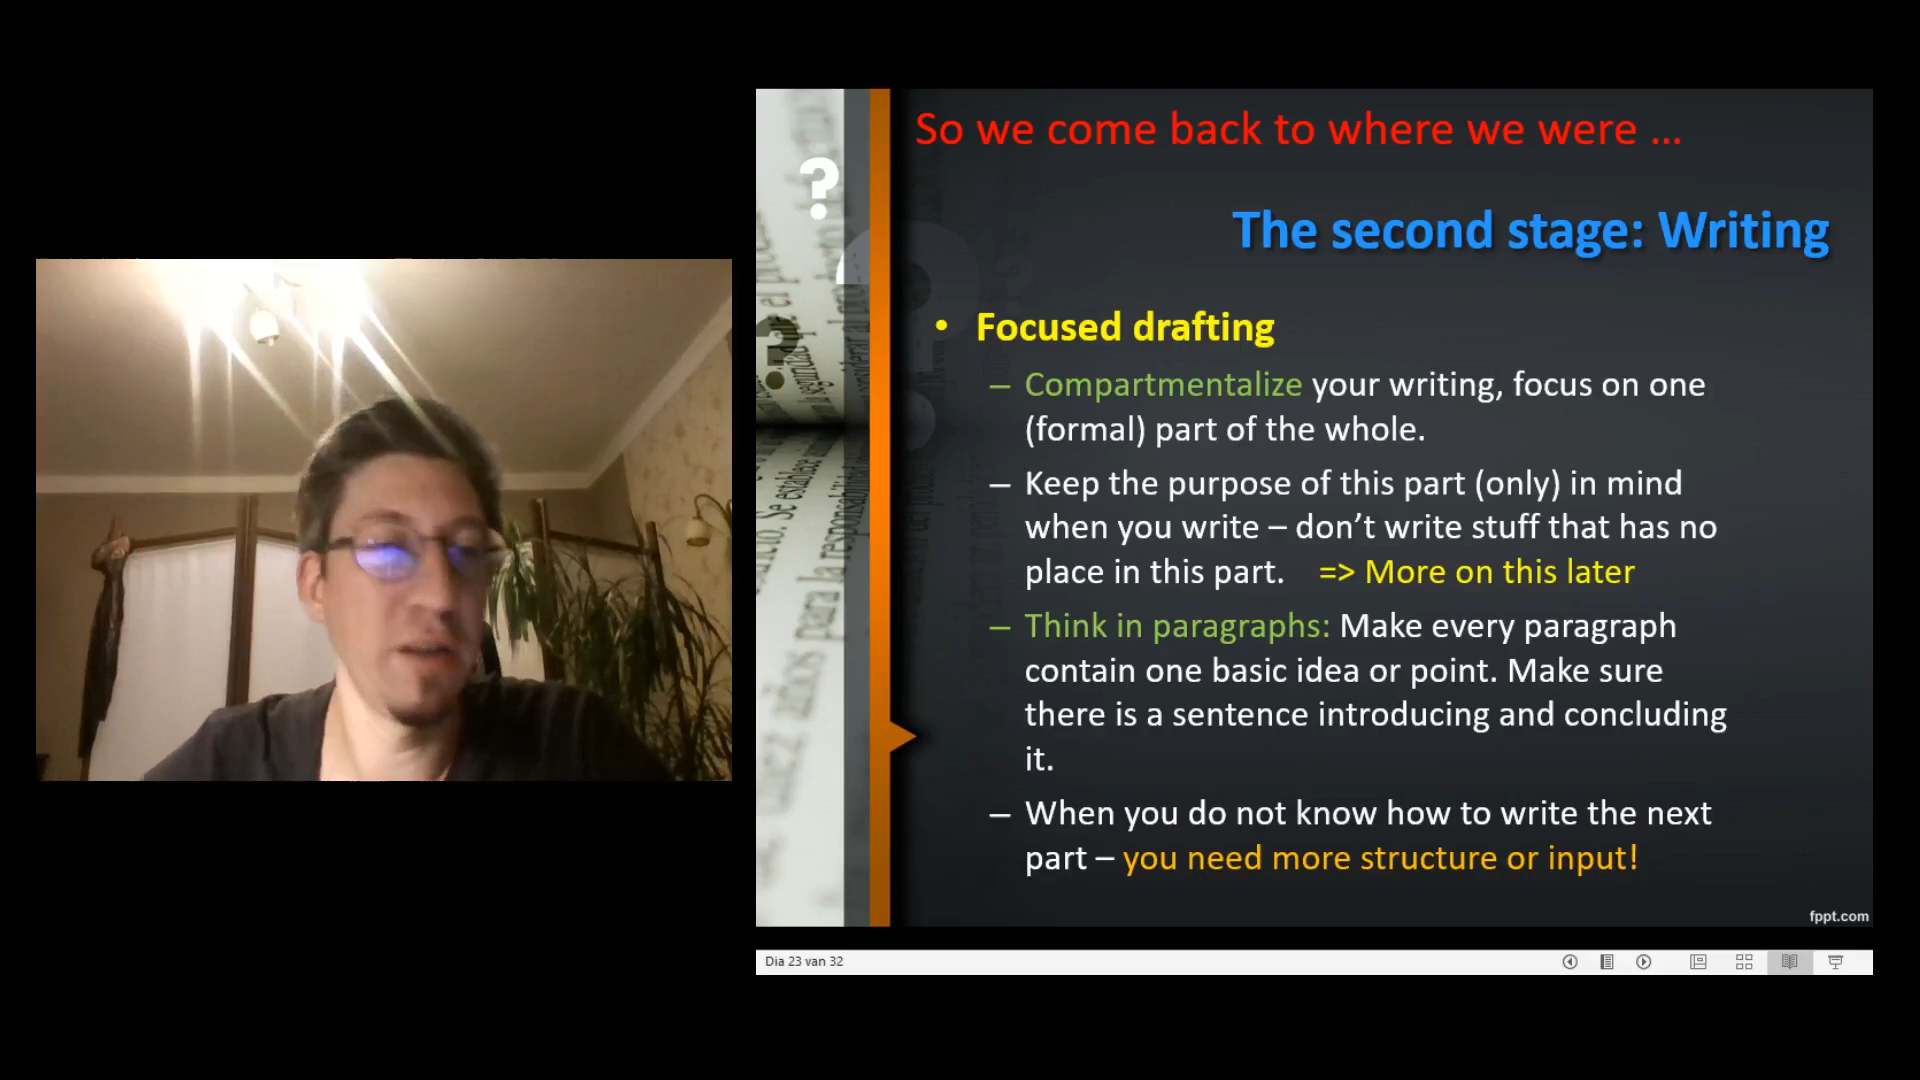 So we come back to where we were ...
The second stage: Writing
• Focused drafting
– Compartmentalize your writing, focus on one
(formal) part of the whole.
– Keep the purpose of this part (only) in mind
when you write – don’t write stuff that has no
place in this part. => More on this later
– Think in paragraphs: Make every paragraph
contain one basic idea or point. Make sure
there is a sentence introducing and concluding
it.
– When you do not know how to write the next
part – you need more structure or input!
fppt.com
Dia 23 van 32
? 
?
para la responsabilidad
Se establece